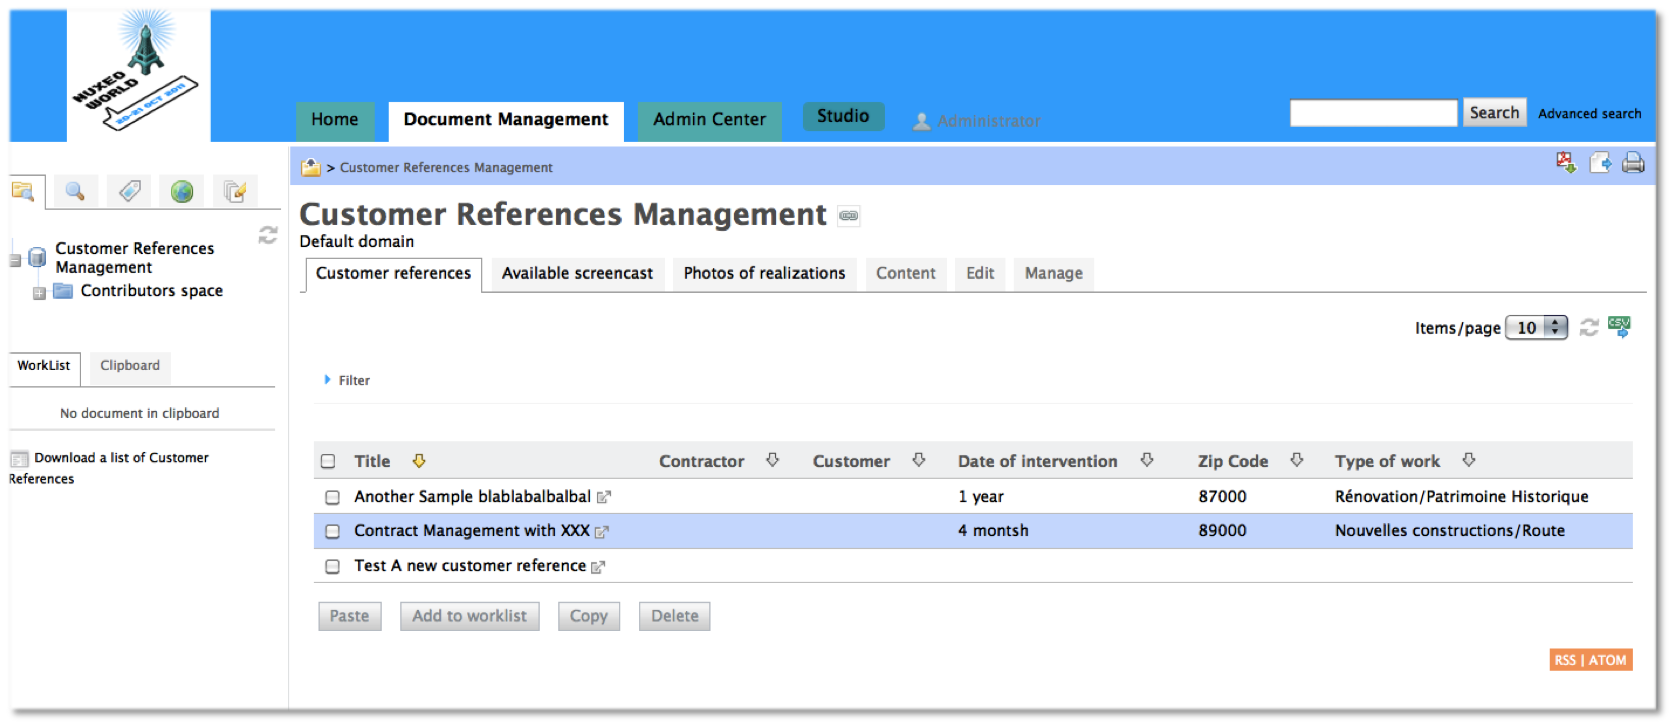 NUXEO
WORLD
20-21 OCT 2011
Home
Document Management
Admin Center
Studio
Administrator
Search
Advanced search
> Customer References Management
Customer References Management
Default domain
Customer references
Available screencast
Photos of realizations
Content
Edit
Manage
Customer References
Management
Contributors space
WorkList
Clipboard
No document in clipboard
Download a list of Customer
References
Items/page 10
CSV
Filter
Title Contractor Customer Date of intervention Zip Code Type of work
Another Sample blablabalbalbal 1 year 87000 Rénovation/Patrimoine Historique
Contract Management with XXX 4 montsh 89000 Nouvelles constructions/Route
Test A new customer reference
Paste Add to worklist Copy Delete
RSS | ATOM